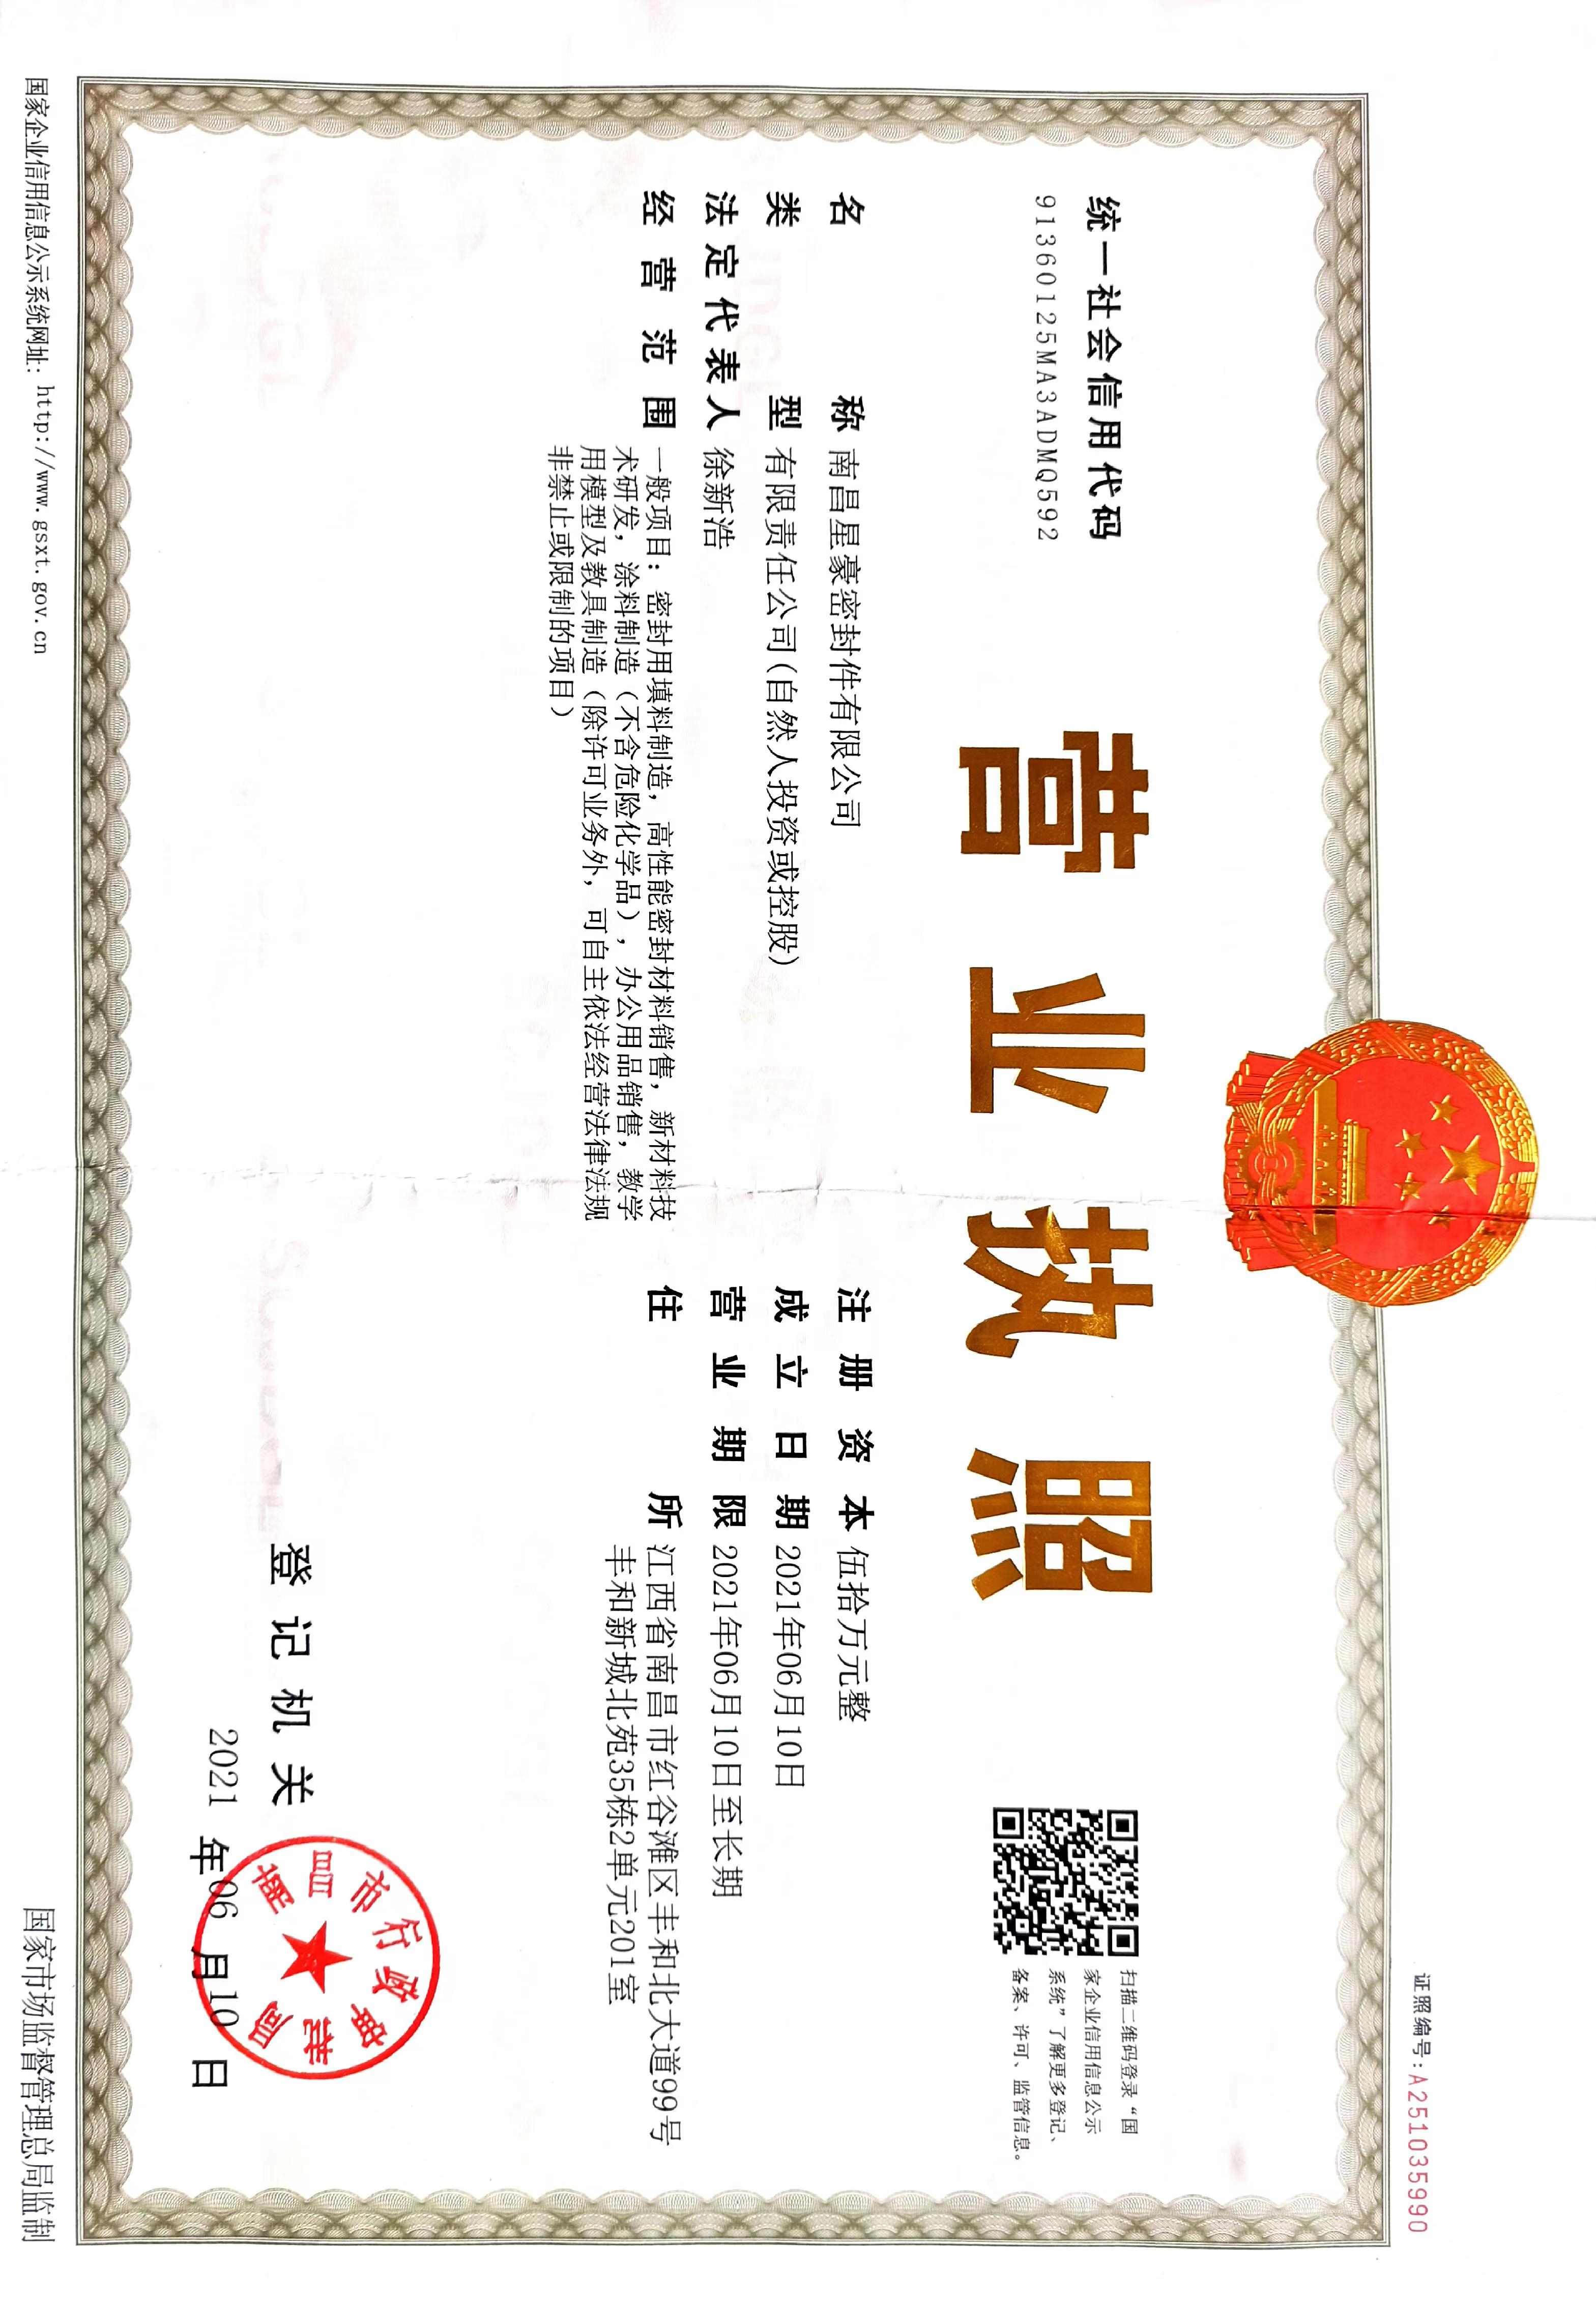 证照编号:A251035990
统一社会信用代码
91360125MA3ADMQ592
营业执照
扫描二维码登录“国
家企业信用信息公示
系统”了解更多登记、
备案、许可、监管信息。
名称 南昌星豪密封件有限公司
类型 有限责任公司(自然人投资或控股)
法定代表人 徐新浩
经营范围 一般项目：密封用填料制造，高性能密封材料销售，新材料技
术研发，涂料制造（不含危险化学品），办公用品销售，教学
用模型及教具制造（除许可业务外，可自主依法经营法律法规
非禁止或限制的项目）
注册资本 伍拾万元整
成立日期 2021年06月10日
营业期限 2021年06月10日至长期
住所 江西省南昌市红谷滩区丰和北大道99号
丰和新城北苑35栋2单元201室
登记机关
南昌市行政审批局
2021年06月10日
国家企业信用信息公示系统网址：http://www.gsxt.gov.cn
国家市场监督管理总局监制